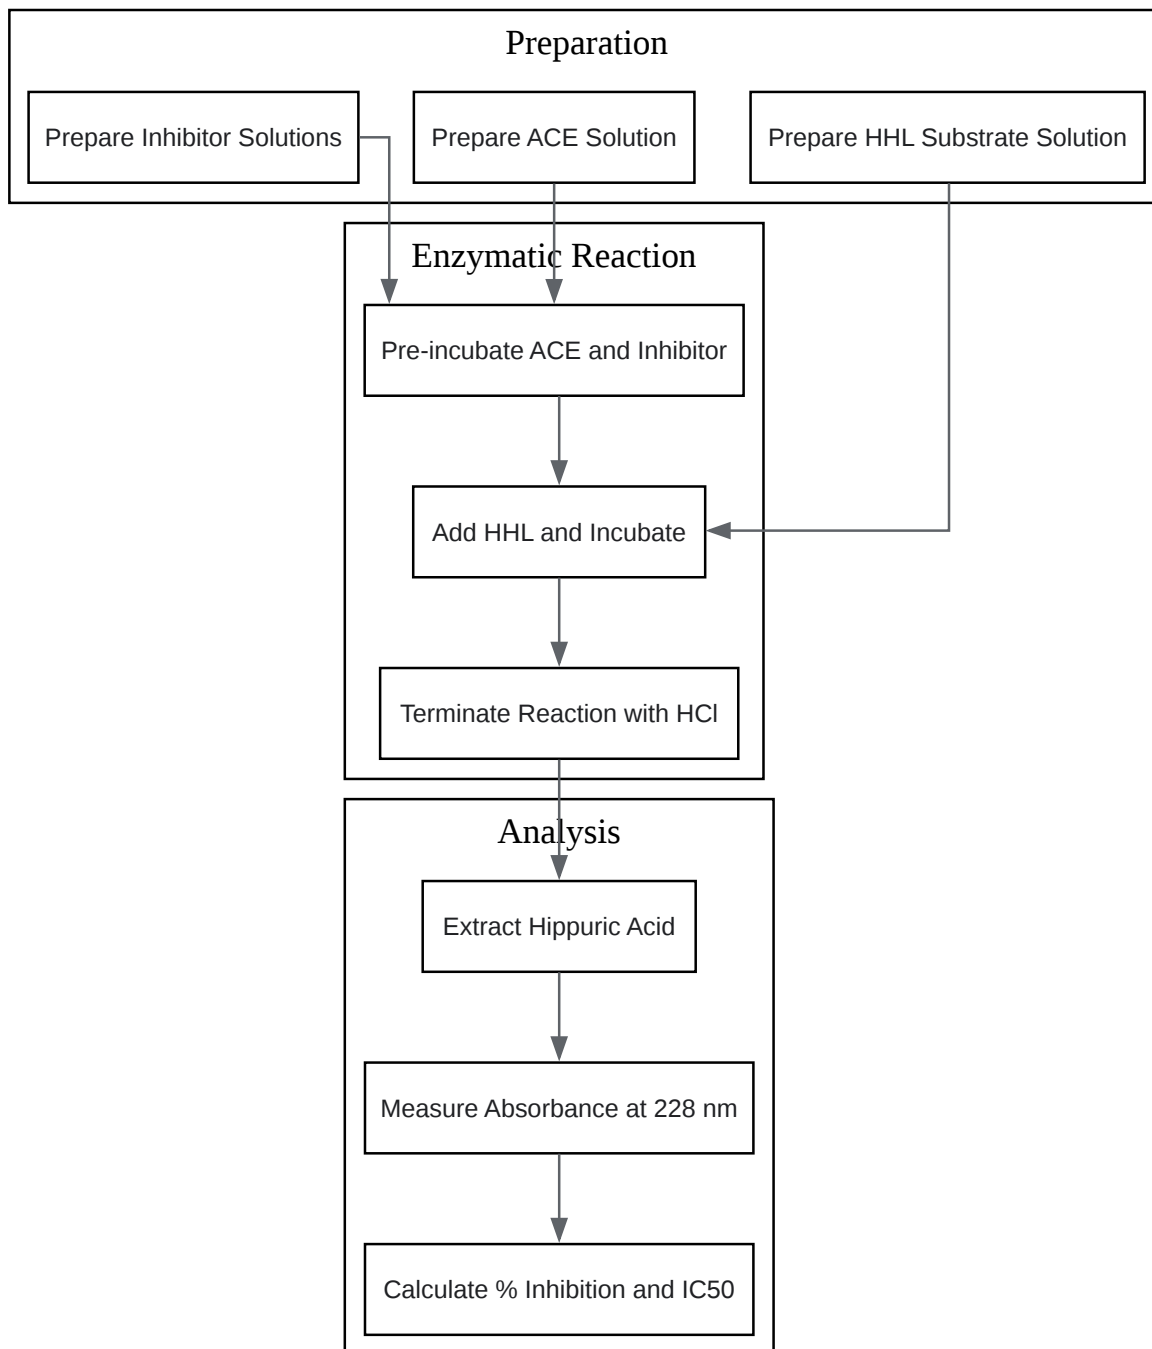 Preparation
Prepare Inhibitor Solutions
Prepare ACE Solution
Prepare HHL Substrate Solution
Enzymatic Reaction
Pre-incubate ACE and Inhibitor
Add HHL and Incubate
Terminate Reaction with HCl
Analysis
Extract Hippuric Acid
Measure Absorbance at 228 nm
Calculate % Inhibition and IC50